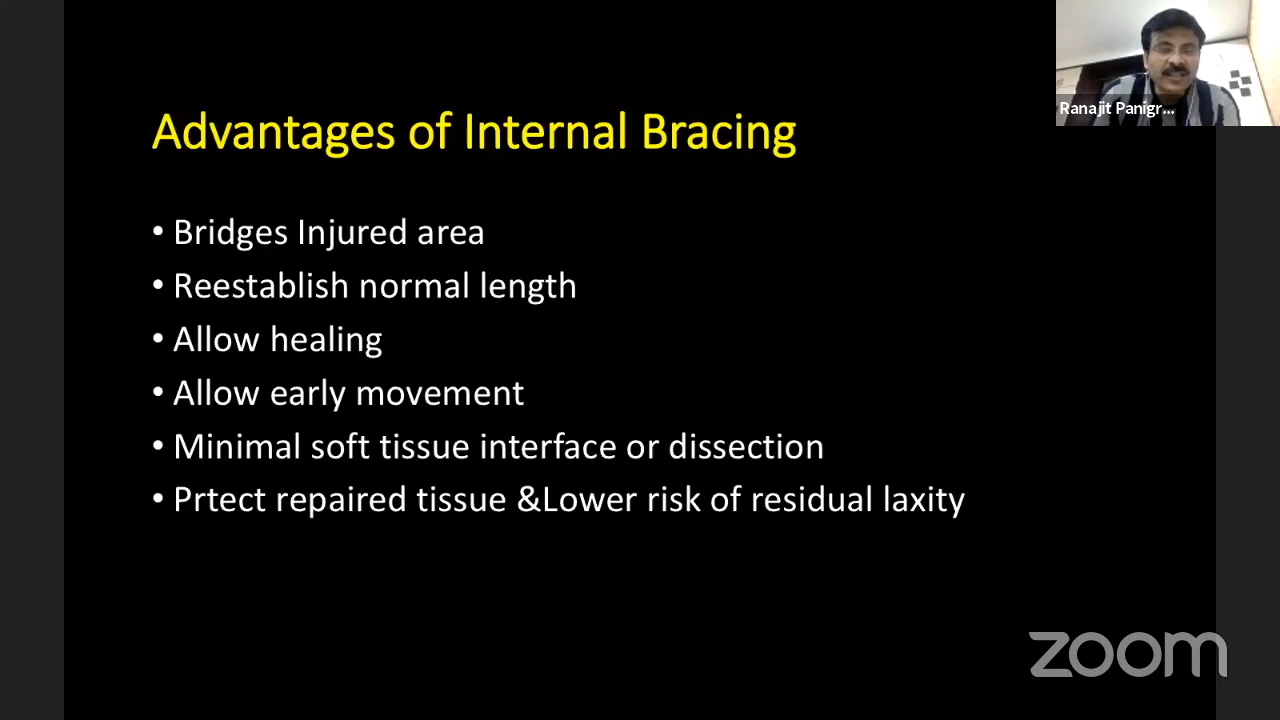 Advantages of Internal Bracing
• Bridges Injured area
• Reestablish normal length
• Allow healing
• Allow early movement
• Minimal soft tissue interface or dissection
• Prtect repaired tissue &Lower risk of residual laxity
Ranajit Panigr...
zoom